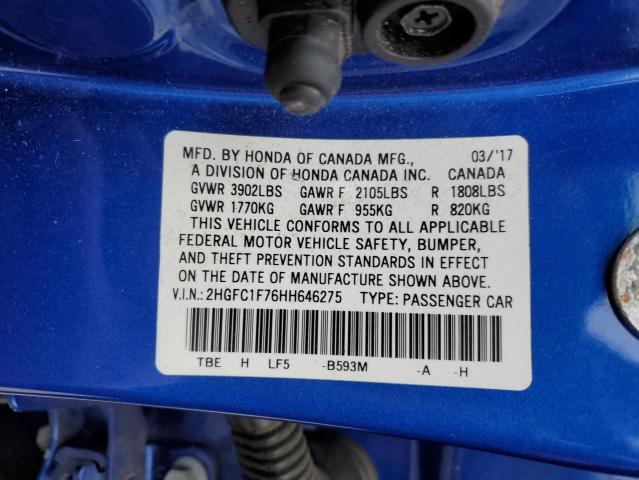 MFD. BY HONDA OF CANADA MFG., 03/'17
A DIVISION OF HONDA CANADA INC. CANADA
GVWR 3902LBS GAWR F 2105LBS R 1808LBS
GVWR 1770KG GAWR F 955KG R 820KG
THIS VEHICLE CONFORMS TO ALL APPLICABLE
FEDERAL MOTOR VEHICLE SAFETY, BUMPER,
AND THEFT PREVENTION STANDARDS IN EFFECT
ON THE DATE OF MANUFACTURE SHOWN ABOVE.
V.I.N.: 2HGFC1F76HH646275 TYPE: PASSENGER CAR
TBE H LF5 -B593M -A -H